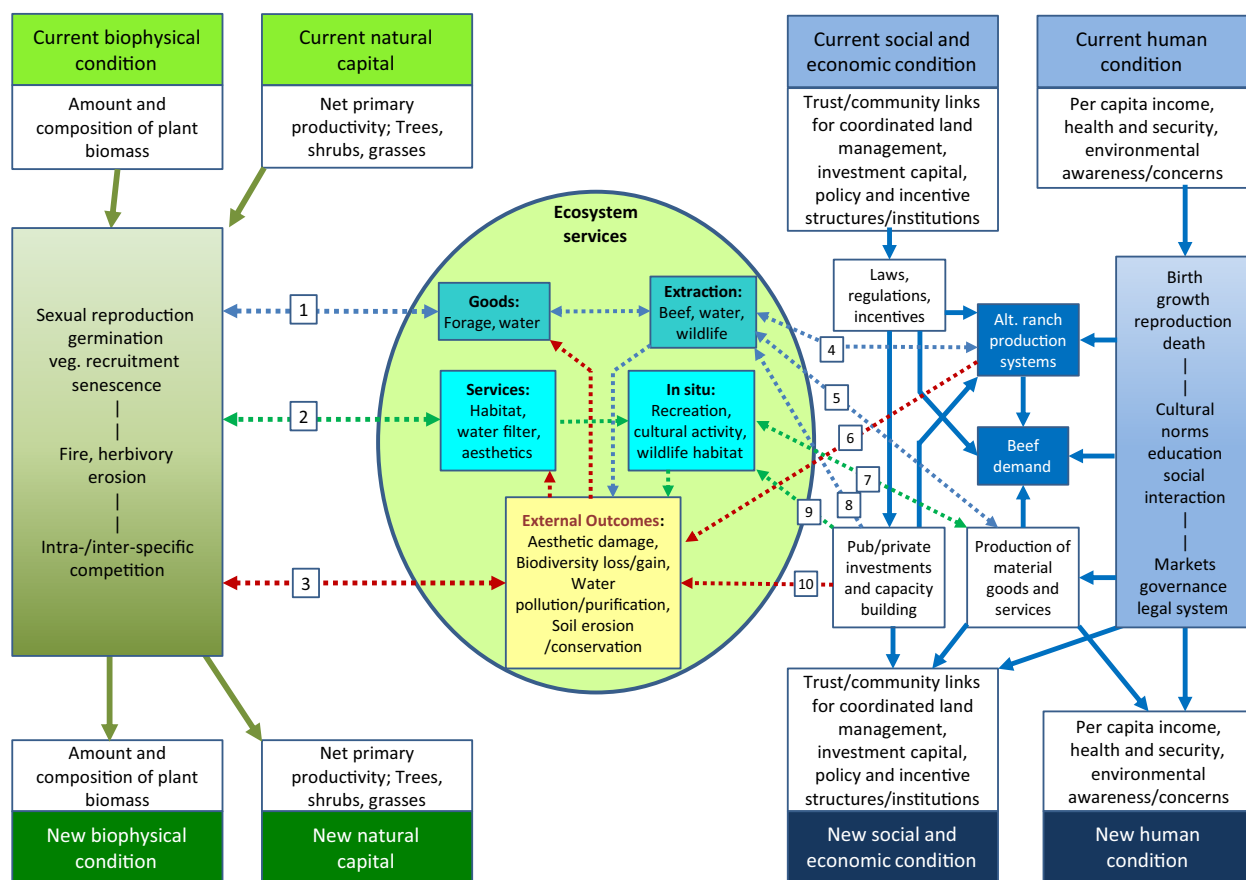 Current biophysical
condition
Amount and
composition of plant
biomass
Current natural
capital
Net primary
productivity; Trees,
shrubs, grasses
Current social and
economic condition
Trust/community links
for coordinated land
management,
investment capital,
policy and incentive
structures/institutions
Current human
condition
Per capita income,
health and security,
environmental
awareness/concerns
Sexual reproduction
germination
veg. recruitment
senescence
Fire, herbivory
erosion
Intra-/inter-specific
competition
1
2
3
Ecosystem
services
Goods:
Forage, water
Extraction:
Beef, water,
wildlife
Services:
Habitat,
water filter,
aesthetics
In situ:
Recreation,
cultural activity,
wildlife habitat
External Outcomes:
Aesthetic damage,
Biodiversity loss/gain,
Water
pollution/purification,
Soil erosion
/conservation
4
5
6
7
8
9
10
Laws,
regulations,
incentives
Alt. ranch
production
systems
Beef
demand
Pub/private
investments
and capacity
building
Production of
material
goods and
services
Birth
growth
reproduction
death
Cultural
norms
education
social
interaction
Markets
governance
legal system
Amount and
composition of plant
biomass
New biophysical
condition
Net primary
productivity; Trees,
shrubs, grasses
New natural
capital
Trust/community links
for coordinated land
management,
investment capital,
policy and incentive
structures/institutions
New social and
economic condition
Per capita income,
health and security,
environmental
awareness/concerns
New human
condition